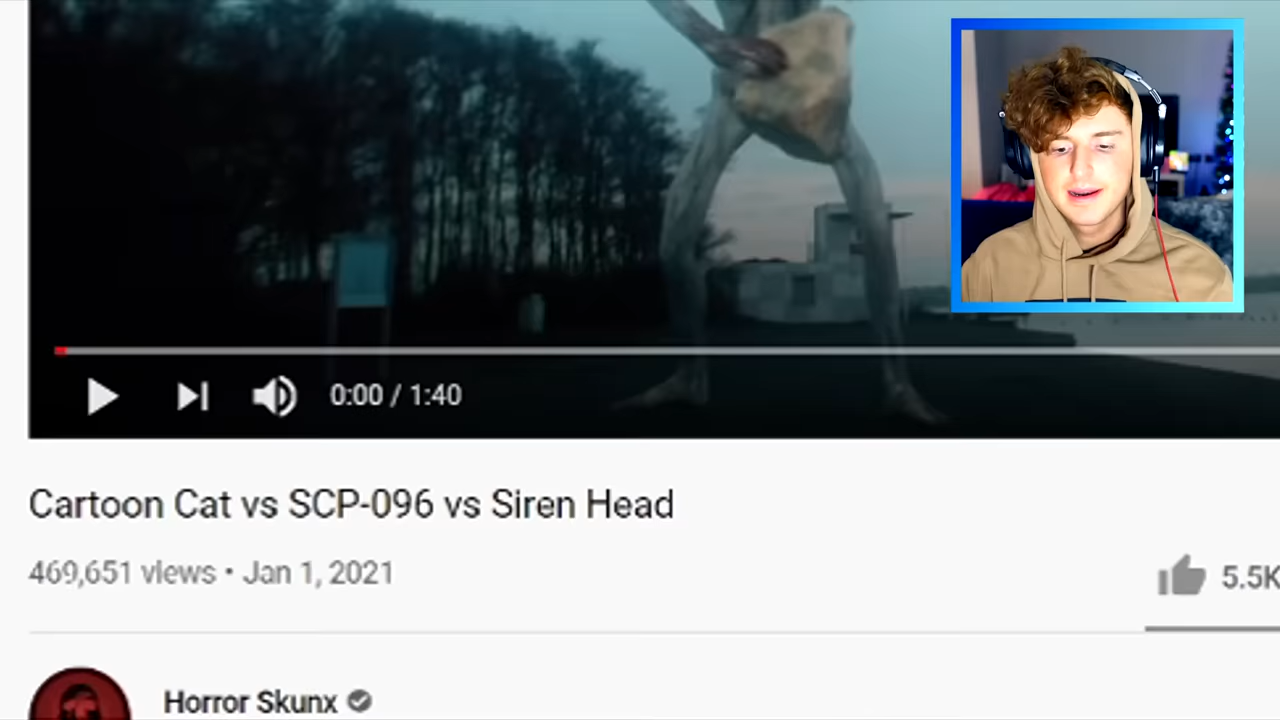 0:00 / 1:40
Cartoon Cat vs SCP-096 vs Siren Head
469,651 views • Jan 1, 2021
5.5K
Horror Skunx